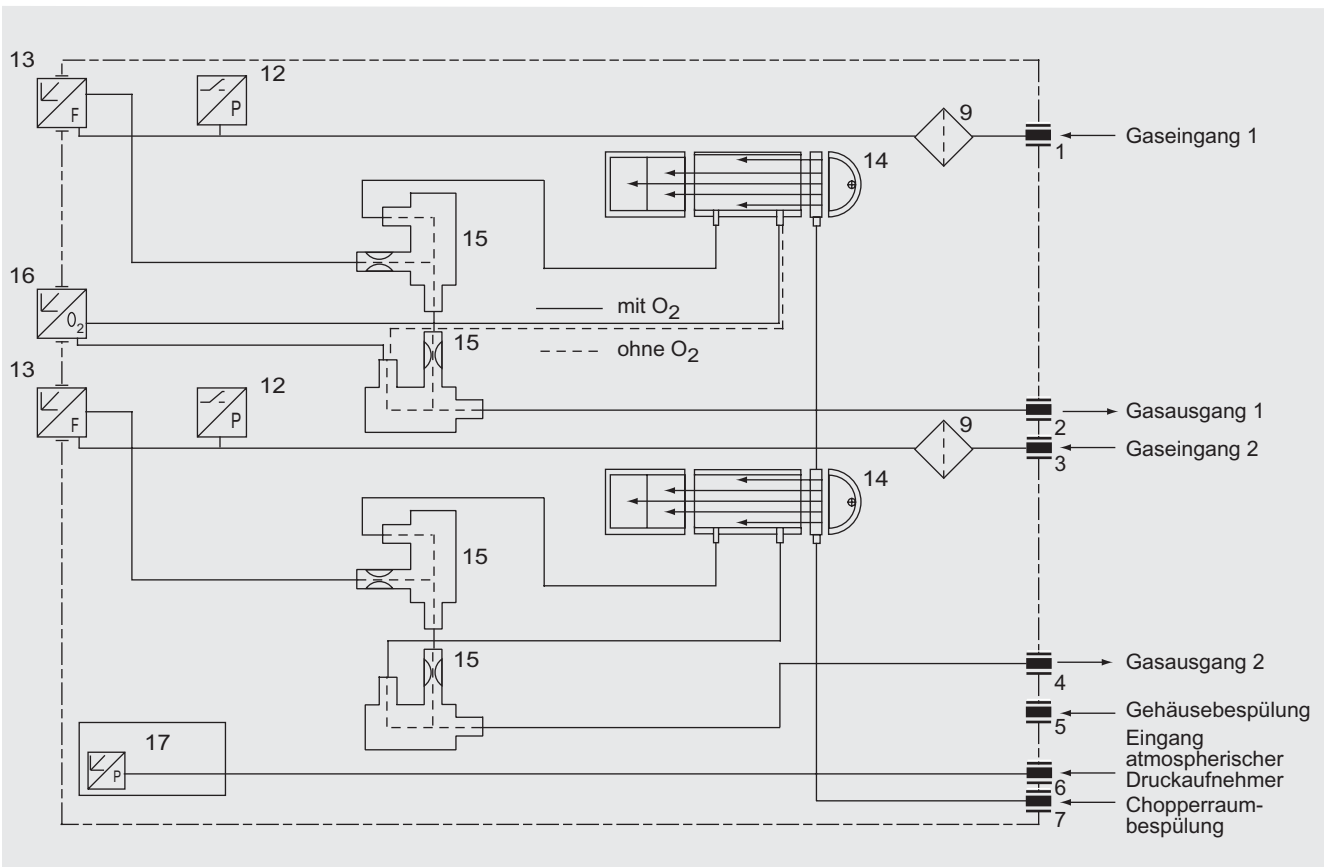 13
12
F
P
9
1
Gaseingang 1
14
15
16
O2
mit O2
15
ohne O2
13
12
F
P
2
Gasausgang 1
9
3
Gaseingang 2
14
15
15
4
Gasausgang 2
5
Gehäusebespülung
17
P
6
Eingang
atmospherischer
Druckaufnehmer
7
Chopperraum-
bespülung